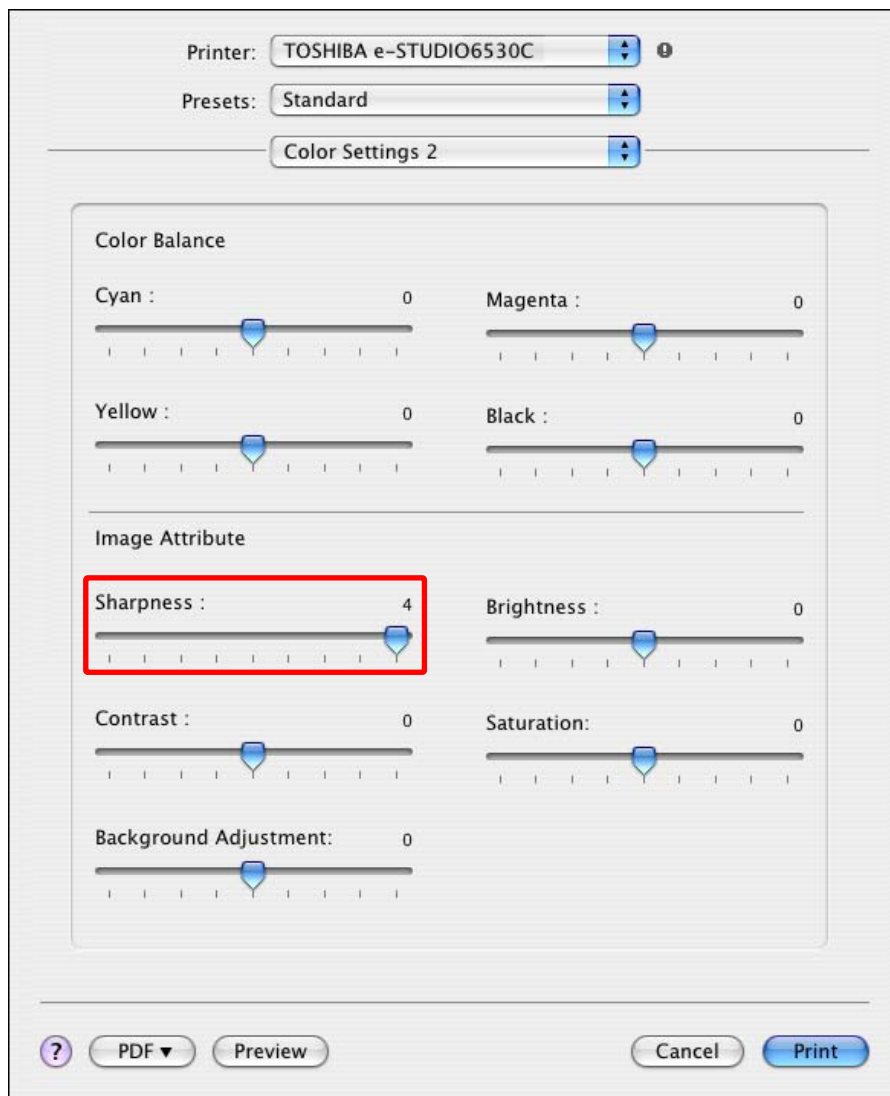 Printer: TOSHIBA e-STUDIO6530C
Presets: Standard
Color Settings 2
Color Balance
Cyan : 0 Magenta : 0
Yellow : 0 Black : 0
Image Attribute
Sharpness : 4 Brightness : 0
Contrast : 0 Saturation: 0
Background Adjustment: 0
? PDF▼ Preview Cancel Print